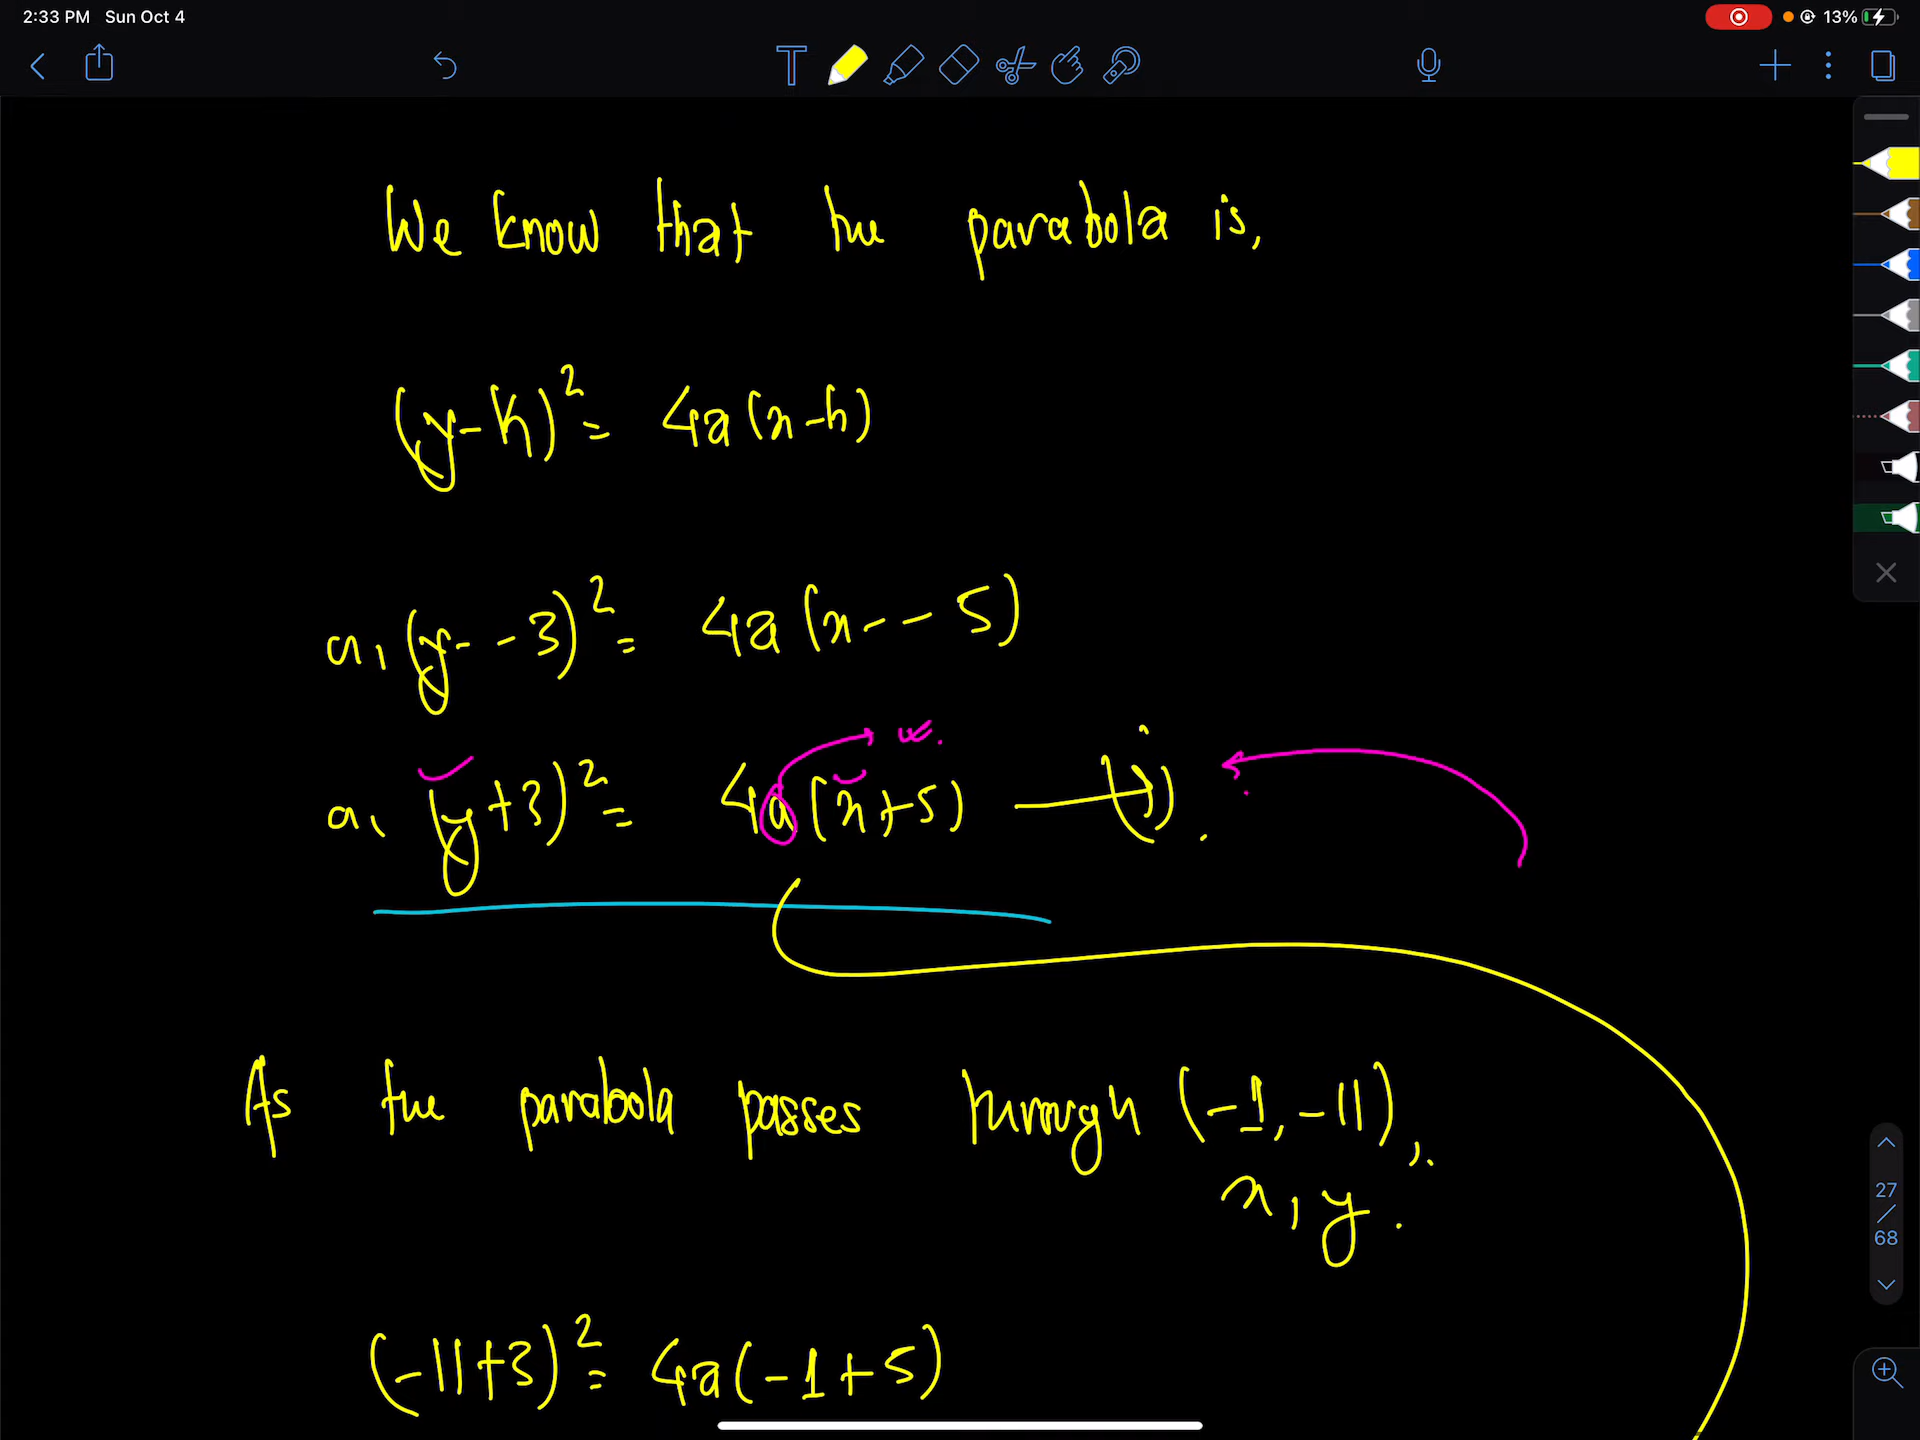 2:33 PM Sun Oct 4
13%
We know that the parabola is,
(y-k)² = 4a(x-h)
or, (y--3)² = 4a(x--5)
or, (y+3)² = 4a(x+5) — (i).
As the parabola passes through (-1, -11),
x, y.
(-11+3)² = 4a(-1+5)
27
68